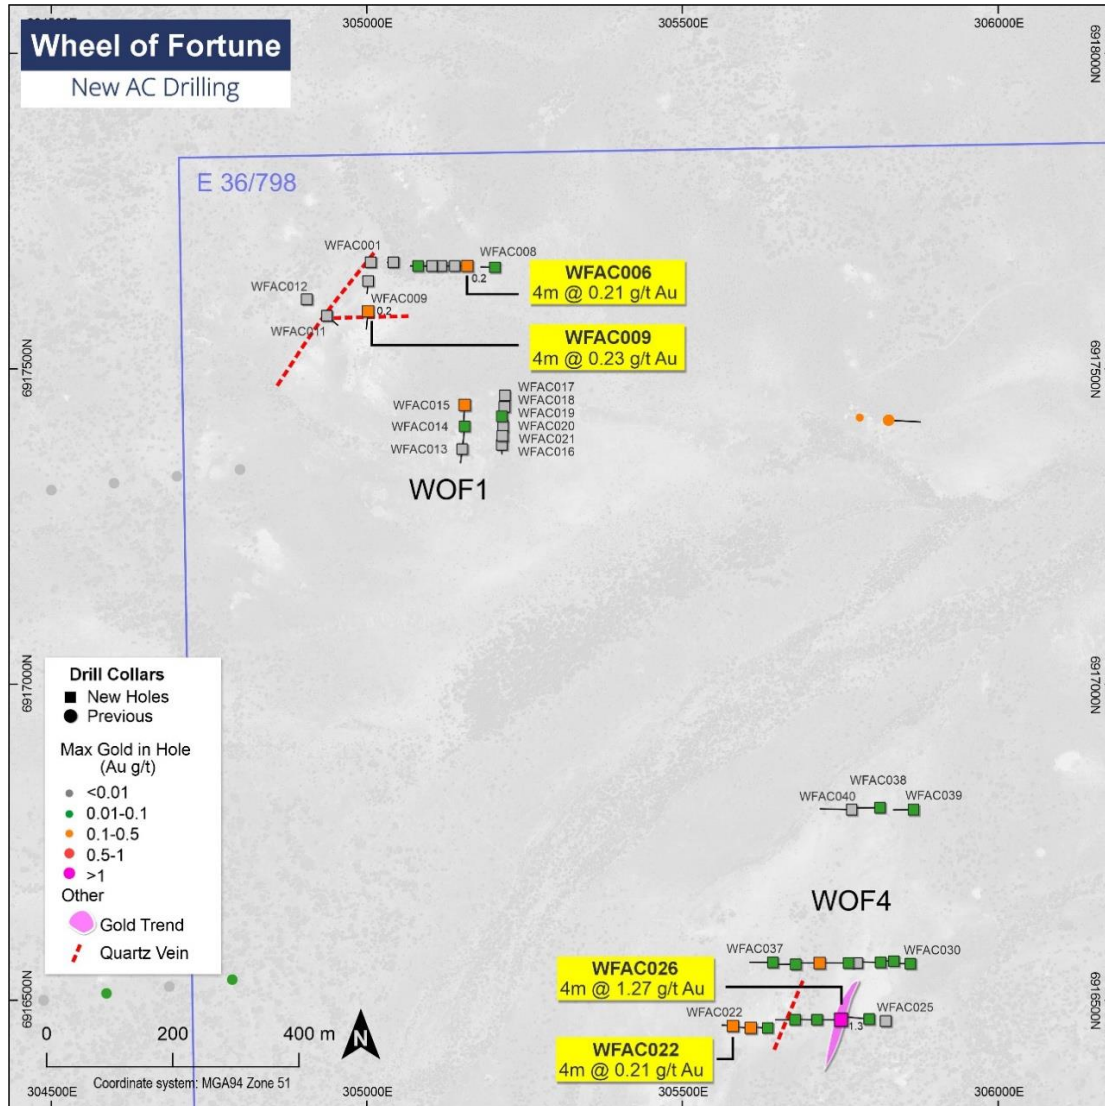 304500E
305000E
305500E
306000E
Wheel of Fortune
New AC Drilling
6918000N
E 36/798
WFAC001
WFAC008
WFAC012
0.2
WFAC006
4m @ 0.21 g/t Au
WFAC009
0.2
WFAC011
WFAC009
4m @ 0.23 g/t Au
6917500N
6917500N
WFAC017
WFAC018
WFAC015
WFAC019
WFAC014
WFAC020
WFAC021
WFAC013
WFAC016
WOF1
6917000N
6917000N
Drill Collars
New Holes
Previous
Max Gold in Hole
(Au g/t)
<0.01
0.01-0.1
0.1-0.5
0.5-1
>1
Other
Gold Trend
Quartz Vein
WFAC038
WFAC040
WFAC039
WOF4
WFAC037
WFAC030
WFAC026
4m @ 1.27 g/t Au
WFAC022
WFAC025
1.3
WFAC022
4m @ 0.21 g/t Au
6916500N
6916500N
0 200 400 m
N
Coordinate system: MGA94 Zone 51
304500E
305000E
305500E
306000E